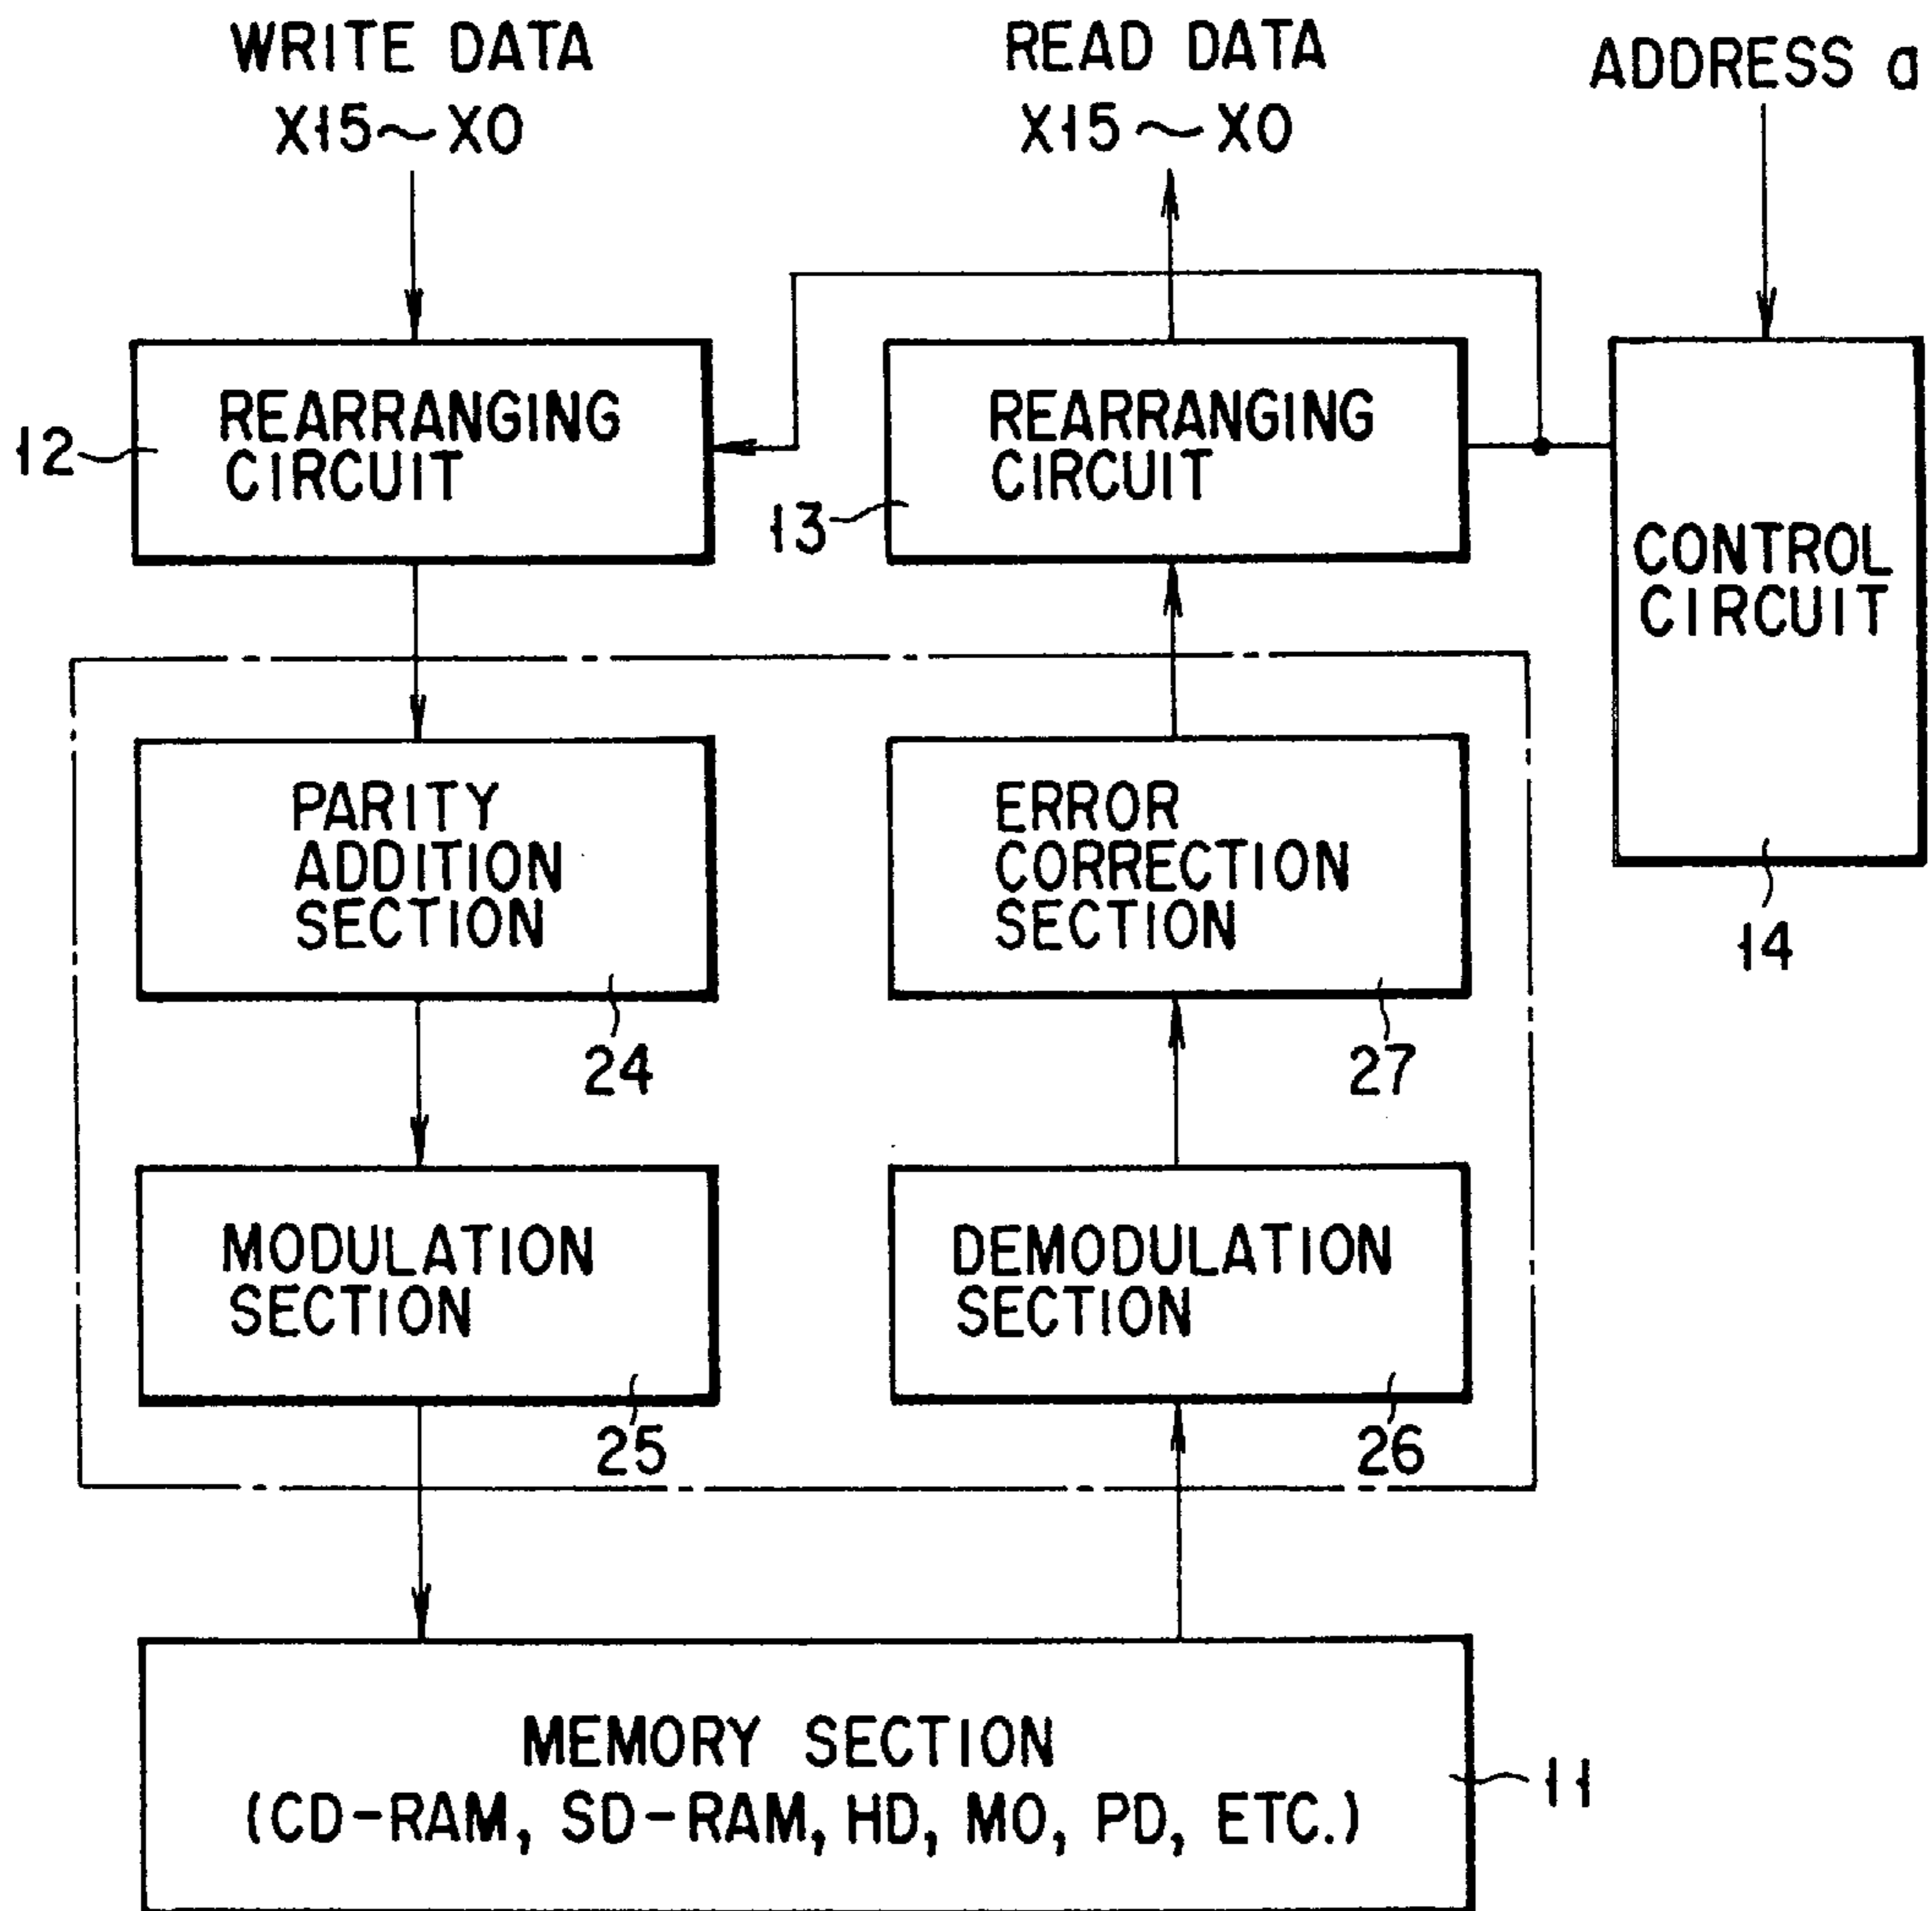 WRITE DATA
X15~X0
READ DATA
X15~X0
ADDRESS a
REARRANGING
CIRCUIT
12
REARRANGING
CIRCUIT
13
CONTROL
CIRCUIT
14
PARITY
ADDITION
SECTION
24
ERROR
CORRECTION
SECTION
27
MODULATION
SECTION
25
DEMODULATION
SECTION
26
MEMORY SECTION
(CD-RAM, SD-RAM, HD, MO, PD, ETC.)
11